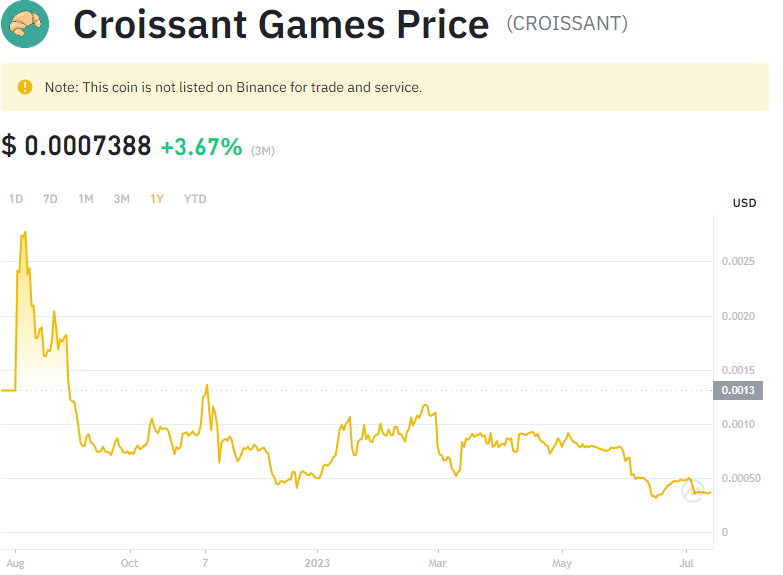 Croissant Games Price (CROISSANT)
Note: This coin is not listed on Binance for trade and service.
$ 0.0007388 +3.67% (3M)
1D 7D 1M 3M 1Y YTD
USD
0.0025
0.0020
0.0015
0.0013
0.0010
0.00050
0
Aug Oct 7 2023 Mar May Jul